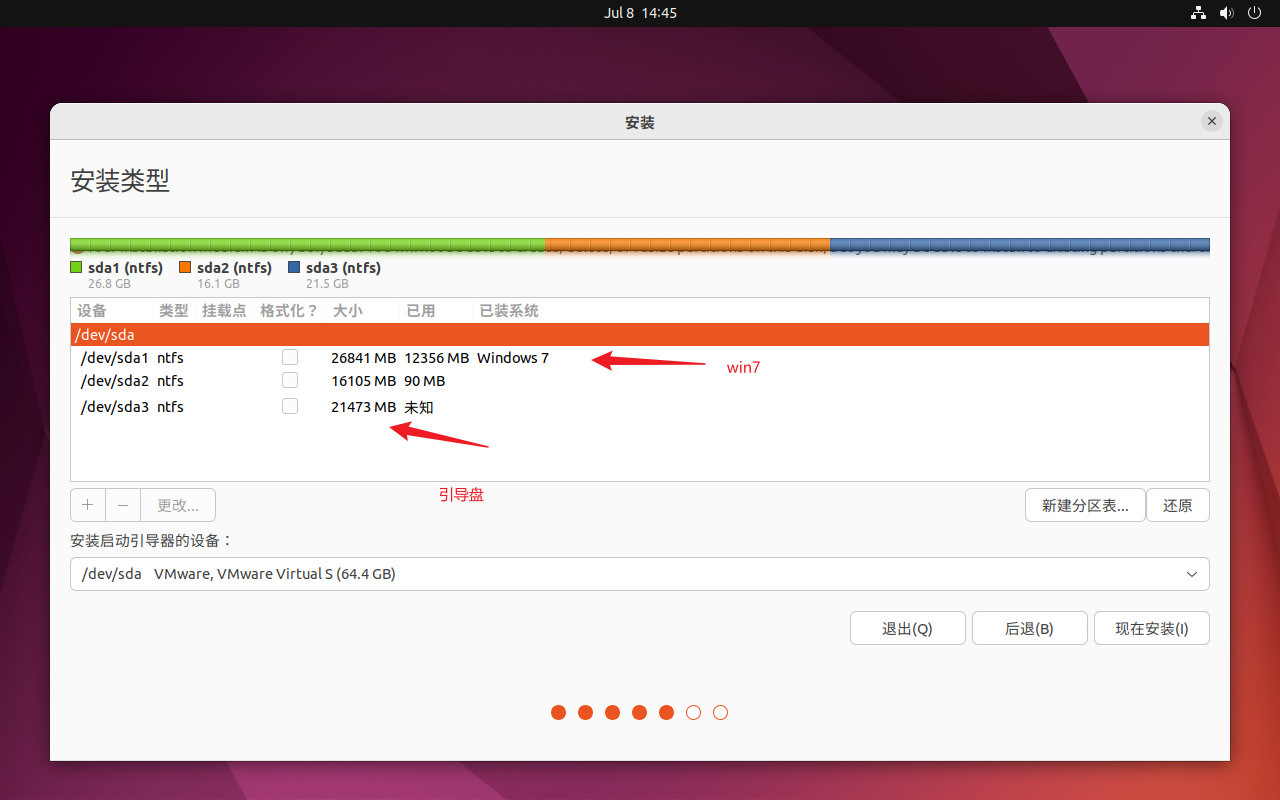 Jul 8 14:45
安装
安装类型
sda1 (ntfs) sda2 (ntfs) sda3 (ntfs)
26.8 GB 16.1 GB 21.5 GB
设备 类型 挂载点 格式化？ 大小 已用 已装系统
/dev/sda
/dev/sda1 ntfs 26841 MB 12356 MB Windows 7
win7
/dev/sda2 ntfs 16105 MB 90 MB
/dev/sda3 ntfs 21473 MB 未知
引导盘
+ − 更改... 新建分区表... 还原
安装启动引导器的设备：
/dev/sda VMware, VMware Virtual S (64.4 GB)
退出(Q) 后退(B) 现在安装(I)